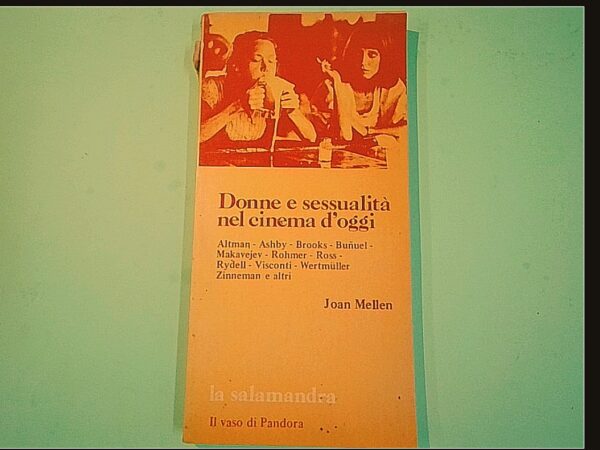 Donne e sessualità
nel cinema d'oggi
Altman - Ashby - Brooks - Buñuel -
Makavejev - Rohmer - Ross -
Rydell - Visconti - Wertmüller
Zinneman e altri
Joan Mellen
la salamandra
Il vaso di Pandora